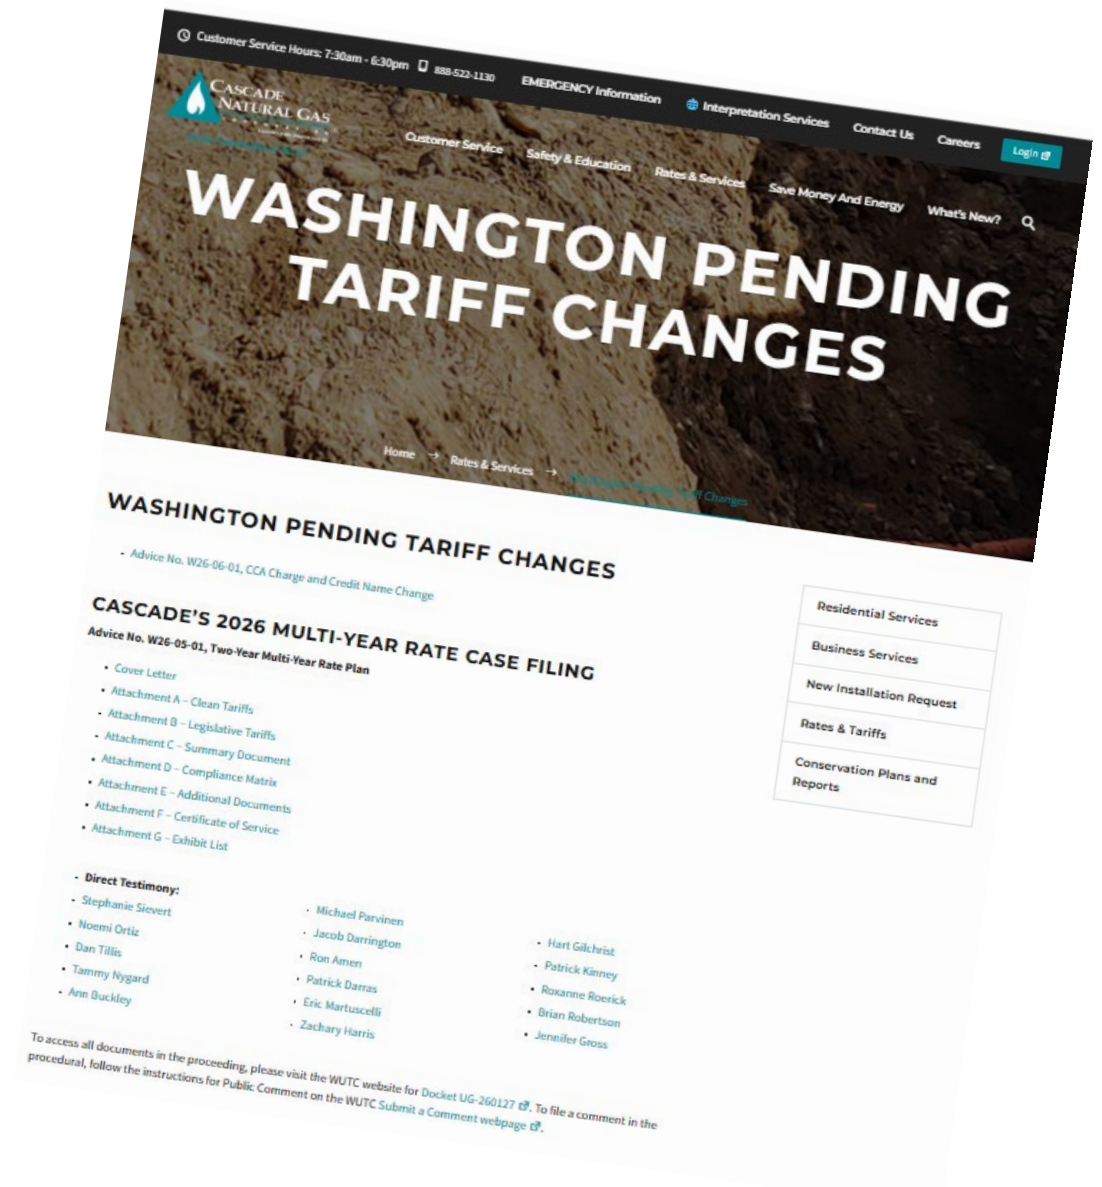 Customer Service Hours: 7:30am - 6:30pm 888-522-1130 EMERGENCY Information Interpretation Services Contact Us Careers Login
CASCADE
NATURAL GAS
Customer Service Safety & Education Rates & Services Save Money And Energy What's New?
WASHINGTON PENDING
TARIFF CHANGES
Home → Rates & Services → Tariff Changes
WASHINGTON PENDING TARIFF CHANGES
Advice No. W26-06-01, CCA Charge and Credit Name Change
CASCADE'S 2026 MULTI-YEAR RATE CASE FILING
Advice No. W26-05-01, Two-Year Multi-Year Rate Plan
Cover Letter
Attachment A – Clean Tariffs
Attachment B – Legislative Tariffs
Attachment C – Summary Document
Attachment D – Compliance Matrix
Attachment E – Additional Documents
Attachment F – Certificate of Service
Attachment G – Exhibit List
Direct Testimony:
Stephanie Sievert
Noemi Ortiz
Dan Tillis
Tammy Nygard
Ann Buckley
Michael Parvinen
Jacob Darrington
Ron Amen
Patrick Darras
Eric Martuscelli
Zachary Harris
Hart Gilchrist
Patrick Kinney
Roxanne Roerick
Brian Robertson
Jennifer Gross
To access all documents in the proceeding, please visit the WUTC website for Docket UG-260127. To file a comment in the
procedural, follow the instructions for Public Comment on the WUTC Submit a Comment webpage.
Residential Services
Business Services
New Installation Request
Rates & Tariffs
Conservation Plans and
Reports